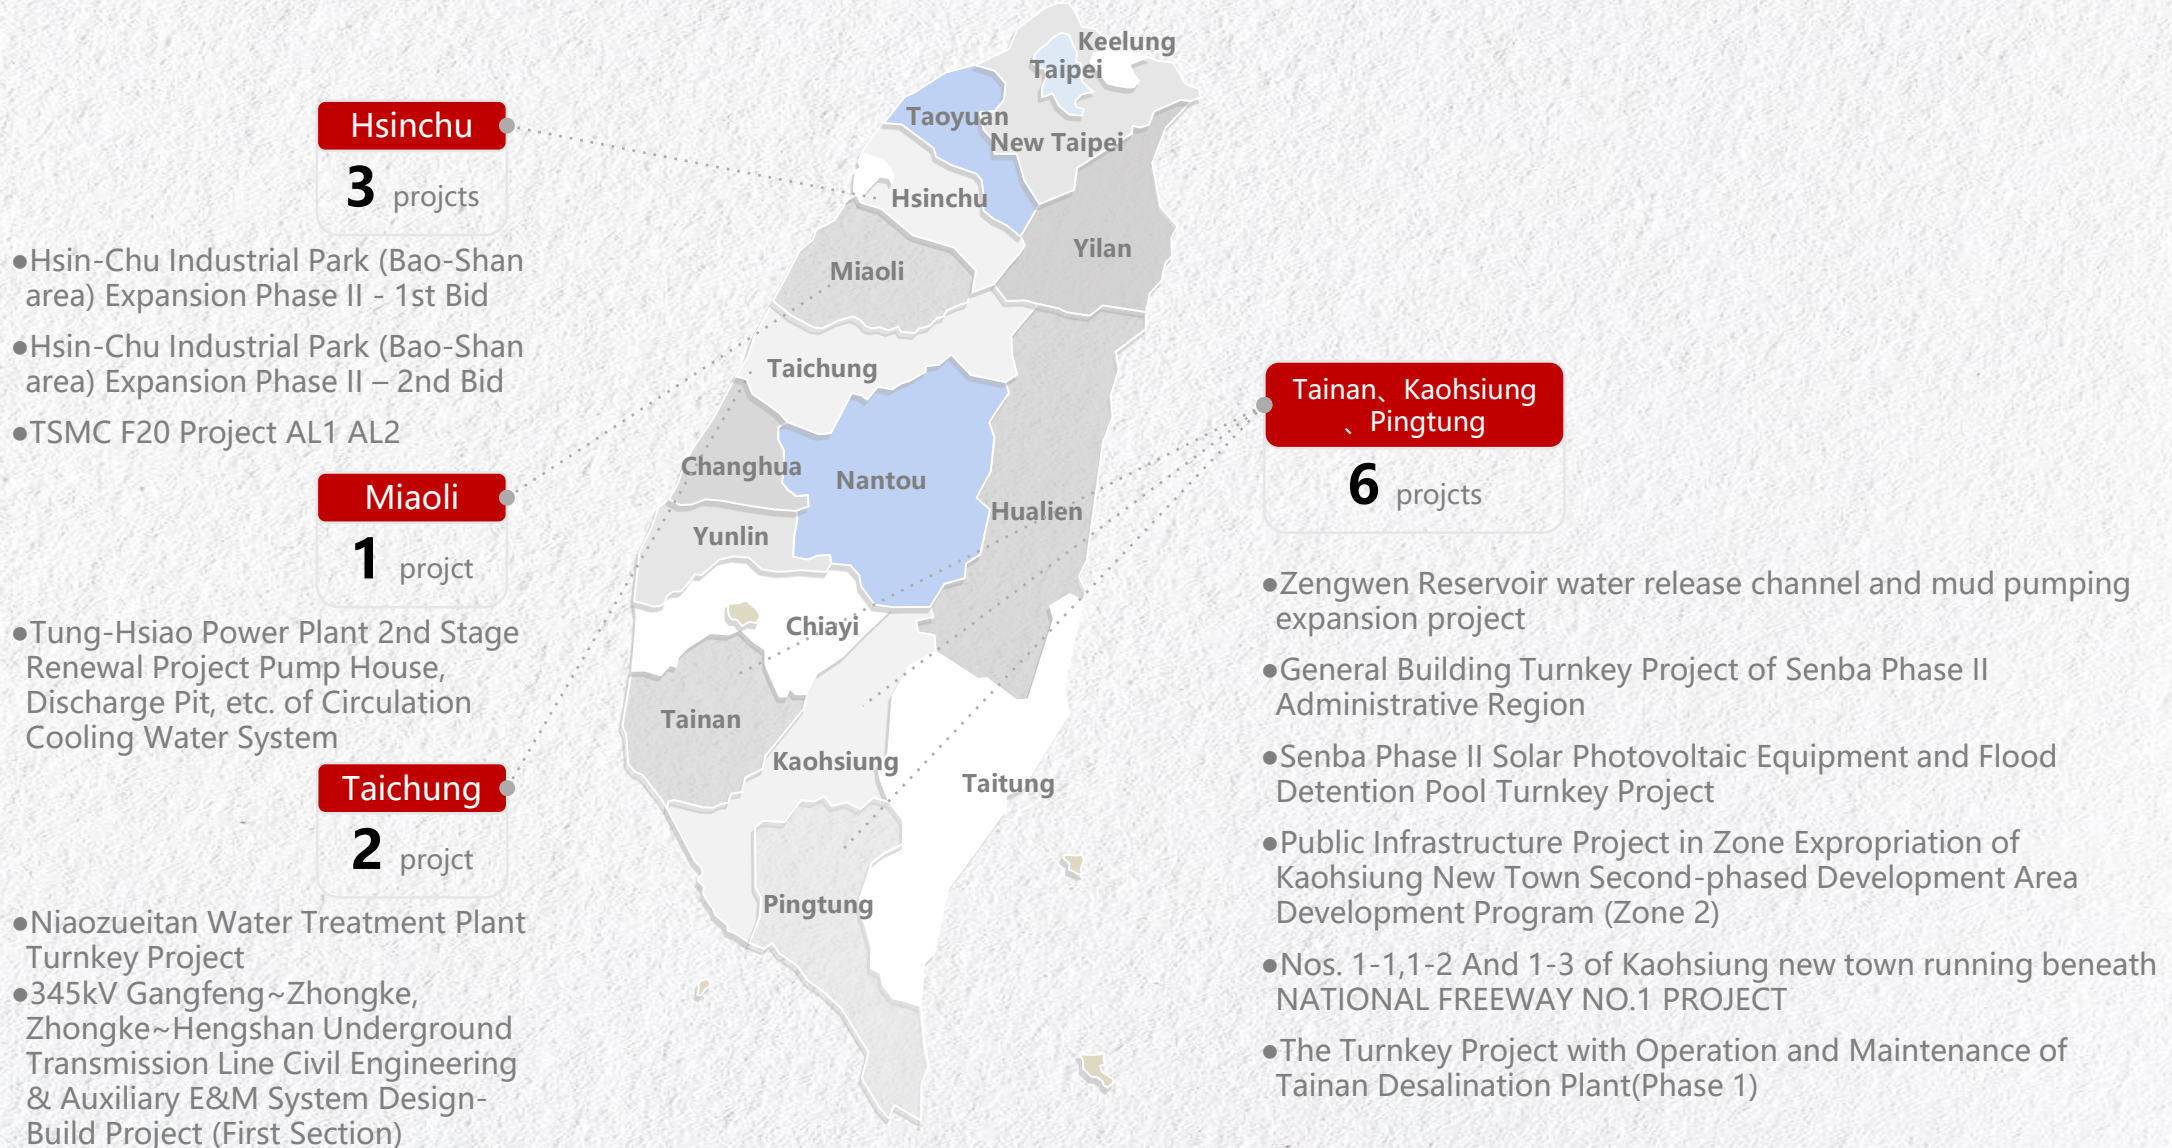 Hsinchu
3 projcts
●Hsin-Chu Industrial Park (Bao-Shan
area) Expansion Phase II - 1st Bid
●Hsin-Chu Industrial Park (Bao-Shan
area) Expansion Phase II – 2nd Bid
●TSMC F20 Project AL1 AL2
Miaoli
1 projct
●Tung-Hsiao Power Plant 2nd Stage
Renewal Project Pump House,
Discharge Pit, etc. of Circulation
Cooling Water System
Taichung
2 projct
●Niaozueitan Water Treatment Plant
Turnkey Project
●345kV Gangfeng~Zhongke,
Zhongke~Hengshan Underground
Transmission Line Civil Engineering
& Auxiliary E&M System Design-
Build Project (First Section)
Keelung
Taipei
Taoyuan
New Taipei
Hsinchu
Yilan
Miaoli
Taichung
Changhua
Nantou
Hualien
Yunlin
Chiayi
Tainan
Kaohsiung
Taitung
Pingtung
Tainan、Kaohsiung
、Pingtung
6 projcts
●Zengwen Reservoir water release channel and mud pumping
expansion project
●General Building Turnkey Project of Senba Phase II
Administrative Region
●Senba Phase II Solar Photovoltaic Equipment and Flood
Detention Pool Turnkey Project
●Public Infrastructure Project in Zone Expropriation of
Kaohsiung New Town Second-phased Development Area
Development Program (Zone 2)
●Nos. 1-1,1-2 And 1-3 of Kaohsiung new town running beneath
NATIONAL FREEWAY NO.1 PROJECT
●The Turnkey Project with Operation and Maintenance of
Tainan Desalination Plant(Phase 1)